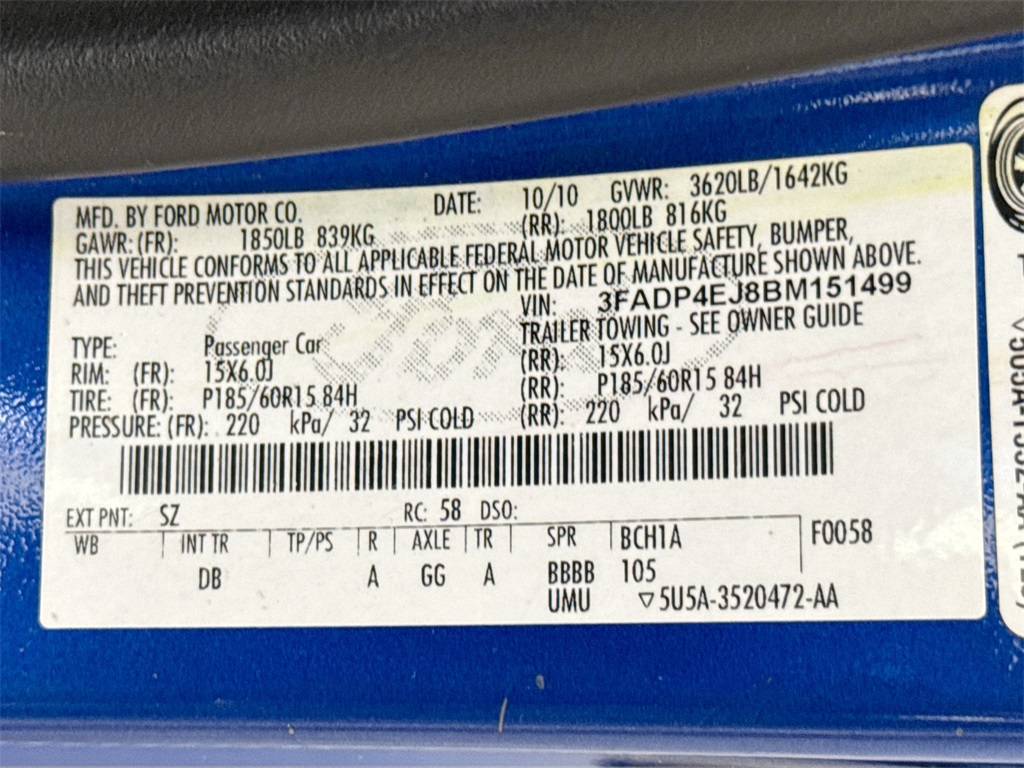 MFD. BY FORD MOTOR CO. DATE: 10/10 GVWR: 3620LB/1642KG
GAWR: (FR): 1850LB 839KG (RR): 1800LB 816KG
THIS VEHICLE CONFORMS TO ALL APPLICABLE FEDERAL MOTOR VEHICLE SAFETY, BUMPER,
AND THEFT PREVENTION STANDARDS IN EFFECT ON THE DATE OF MANUFACTURE SHOWN ABOVE.
VIN: 3FADP4EJ8BM151499
TYPE: Passenger Car TRAILER TOWING - SEE OWNER GUIDE
RIM: (FR): 15X6.0J (RR): 15X6.0J
TIRE: (FR): P185/60R15 84H (RR): P185/60R15 84H
PRESSURE: (FR): 220 kPa/ 32 PSI COLD (RR): 220 kPa/ 32 PSI COLD
EXT PNT: SZ RC: 58 DSO:
WB INT TR TP/PS R AXLE TR SPR BCH1A F0058
DB A GG A BBBB 105
UMU ▽5U5A-3520472-AA
Ford